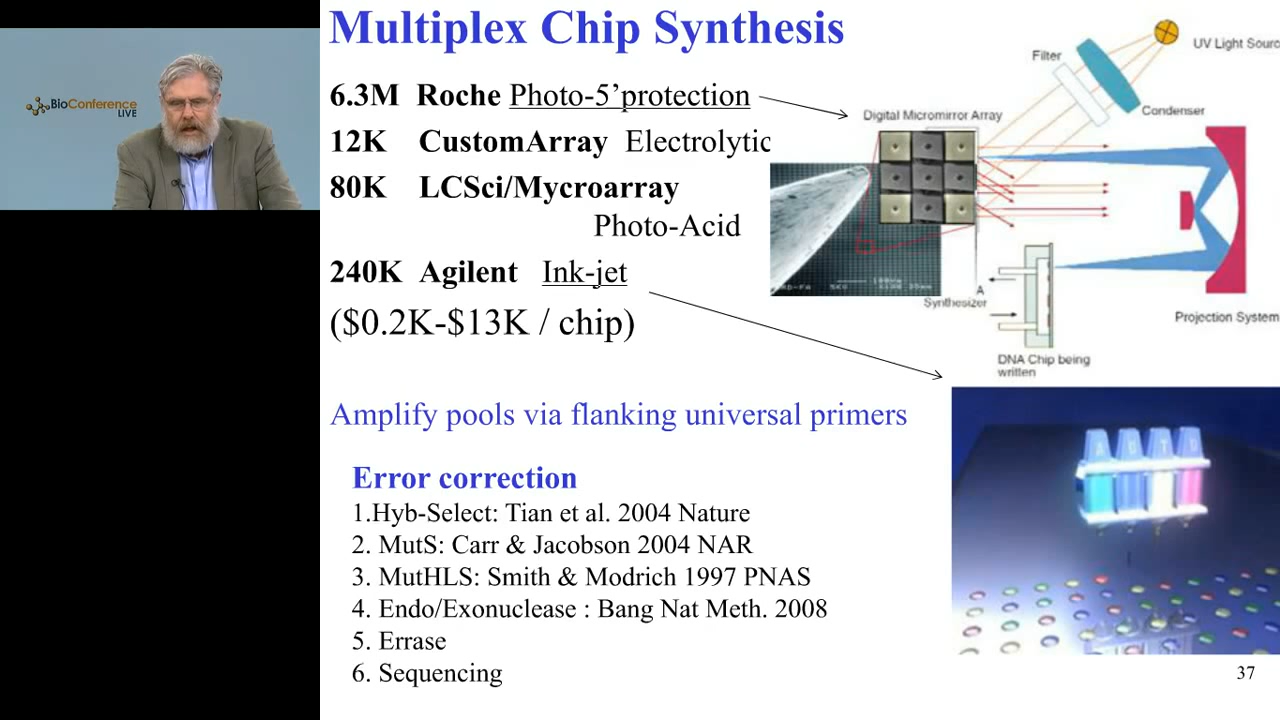 BioConference
LIVE
Multiplex Chip Synthesis
6.3M Roche Photo-5’protection
12K CustomArray Electrolytic
80K LCSci/Mycroarray
Photo-Acid
240K Agilent Ink-jet
($0.2K-$13K / chip)
Amplify pools via flanking universal primers
Error correction
1.Hyb-Select: Tian et al. 2004 Nature
2. MutS: Carr & Jacobson 2004 NAR
3. MutHLS: Smith & Modrich 1997 PNAS
4. Endo/Exonuclease : Bang Nat Meth. 2008
5. Errase
6. Sequencing
UV Light Sourc
Filter
Condenser
Digital Micromirror Array
A
Synthesizer
Projection System
DNA Chip being
written
37